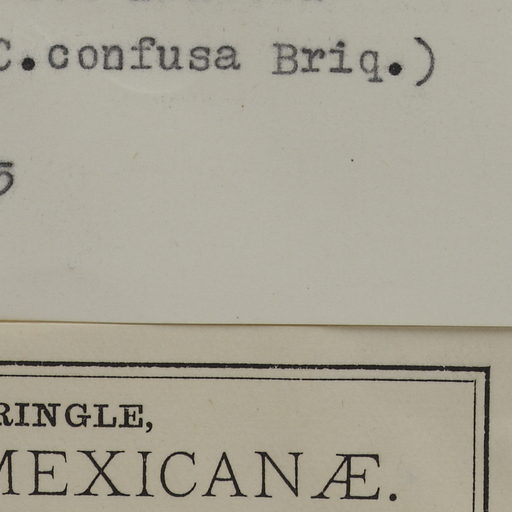 C.confusa Briq.)
5
RINGLE,
MEXICANÆ.